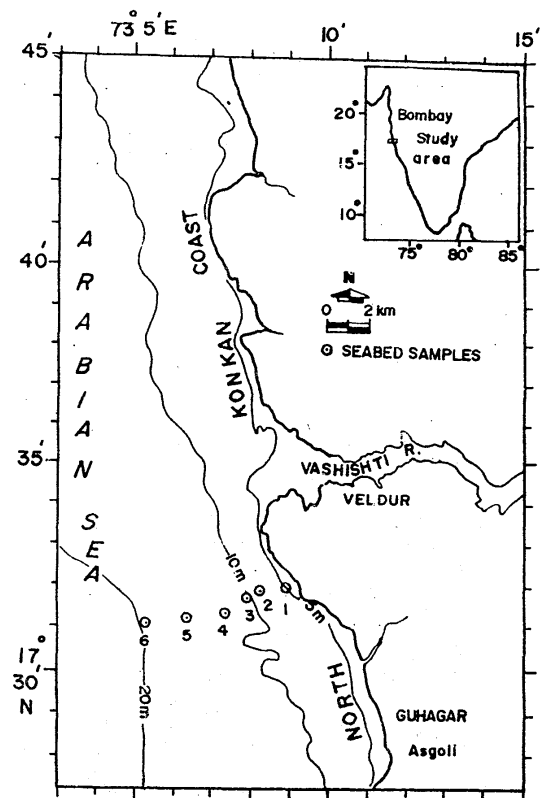 73° 5' E
10'
15'
45'
20°
15°
10°
75°
80°
85°
Bombay
Study
area
40'
ARABIAN SEA
COAST
KONKAN
N
0 2 km
SEABED SAMPLES
35'
VASHISHTI R.
VELDUR
10m
5m
1
2
3
4
5
6
17°
30'
N
20m
NORTH
GUHAGAR
Asgoli